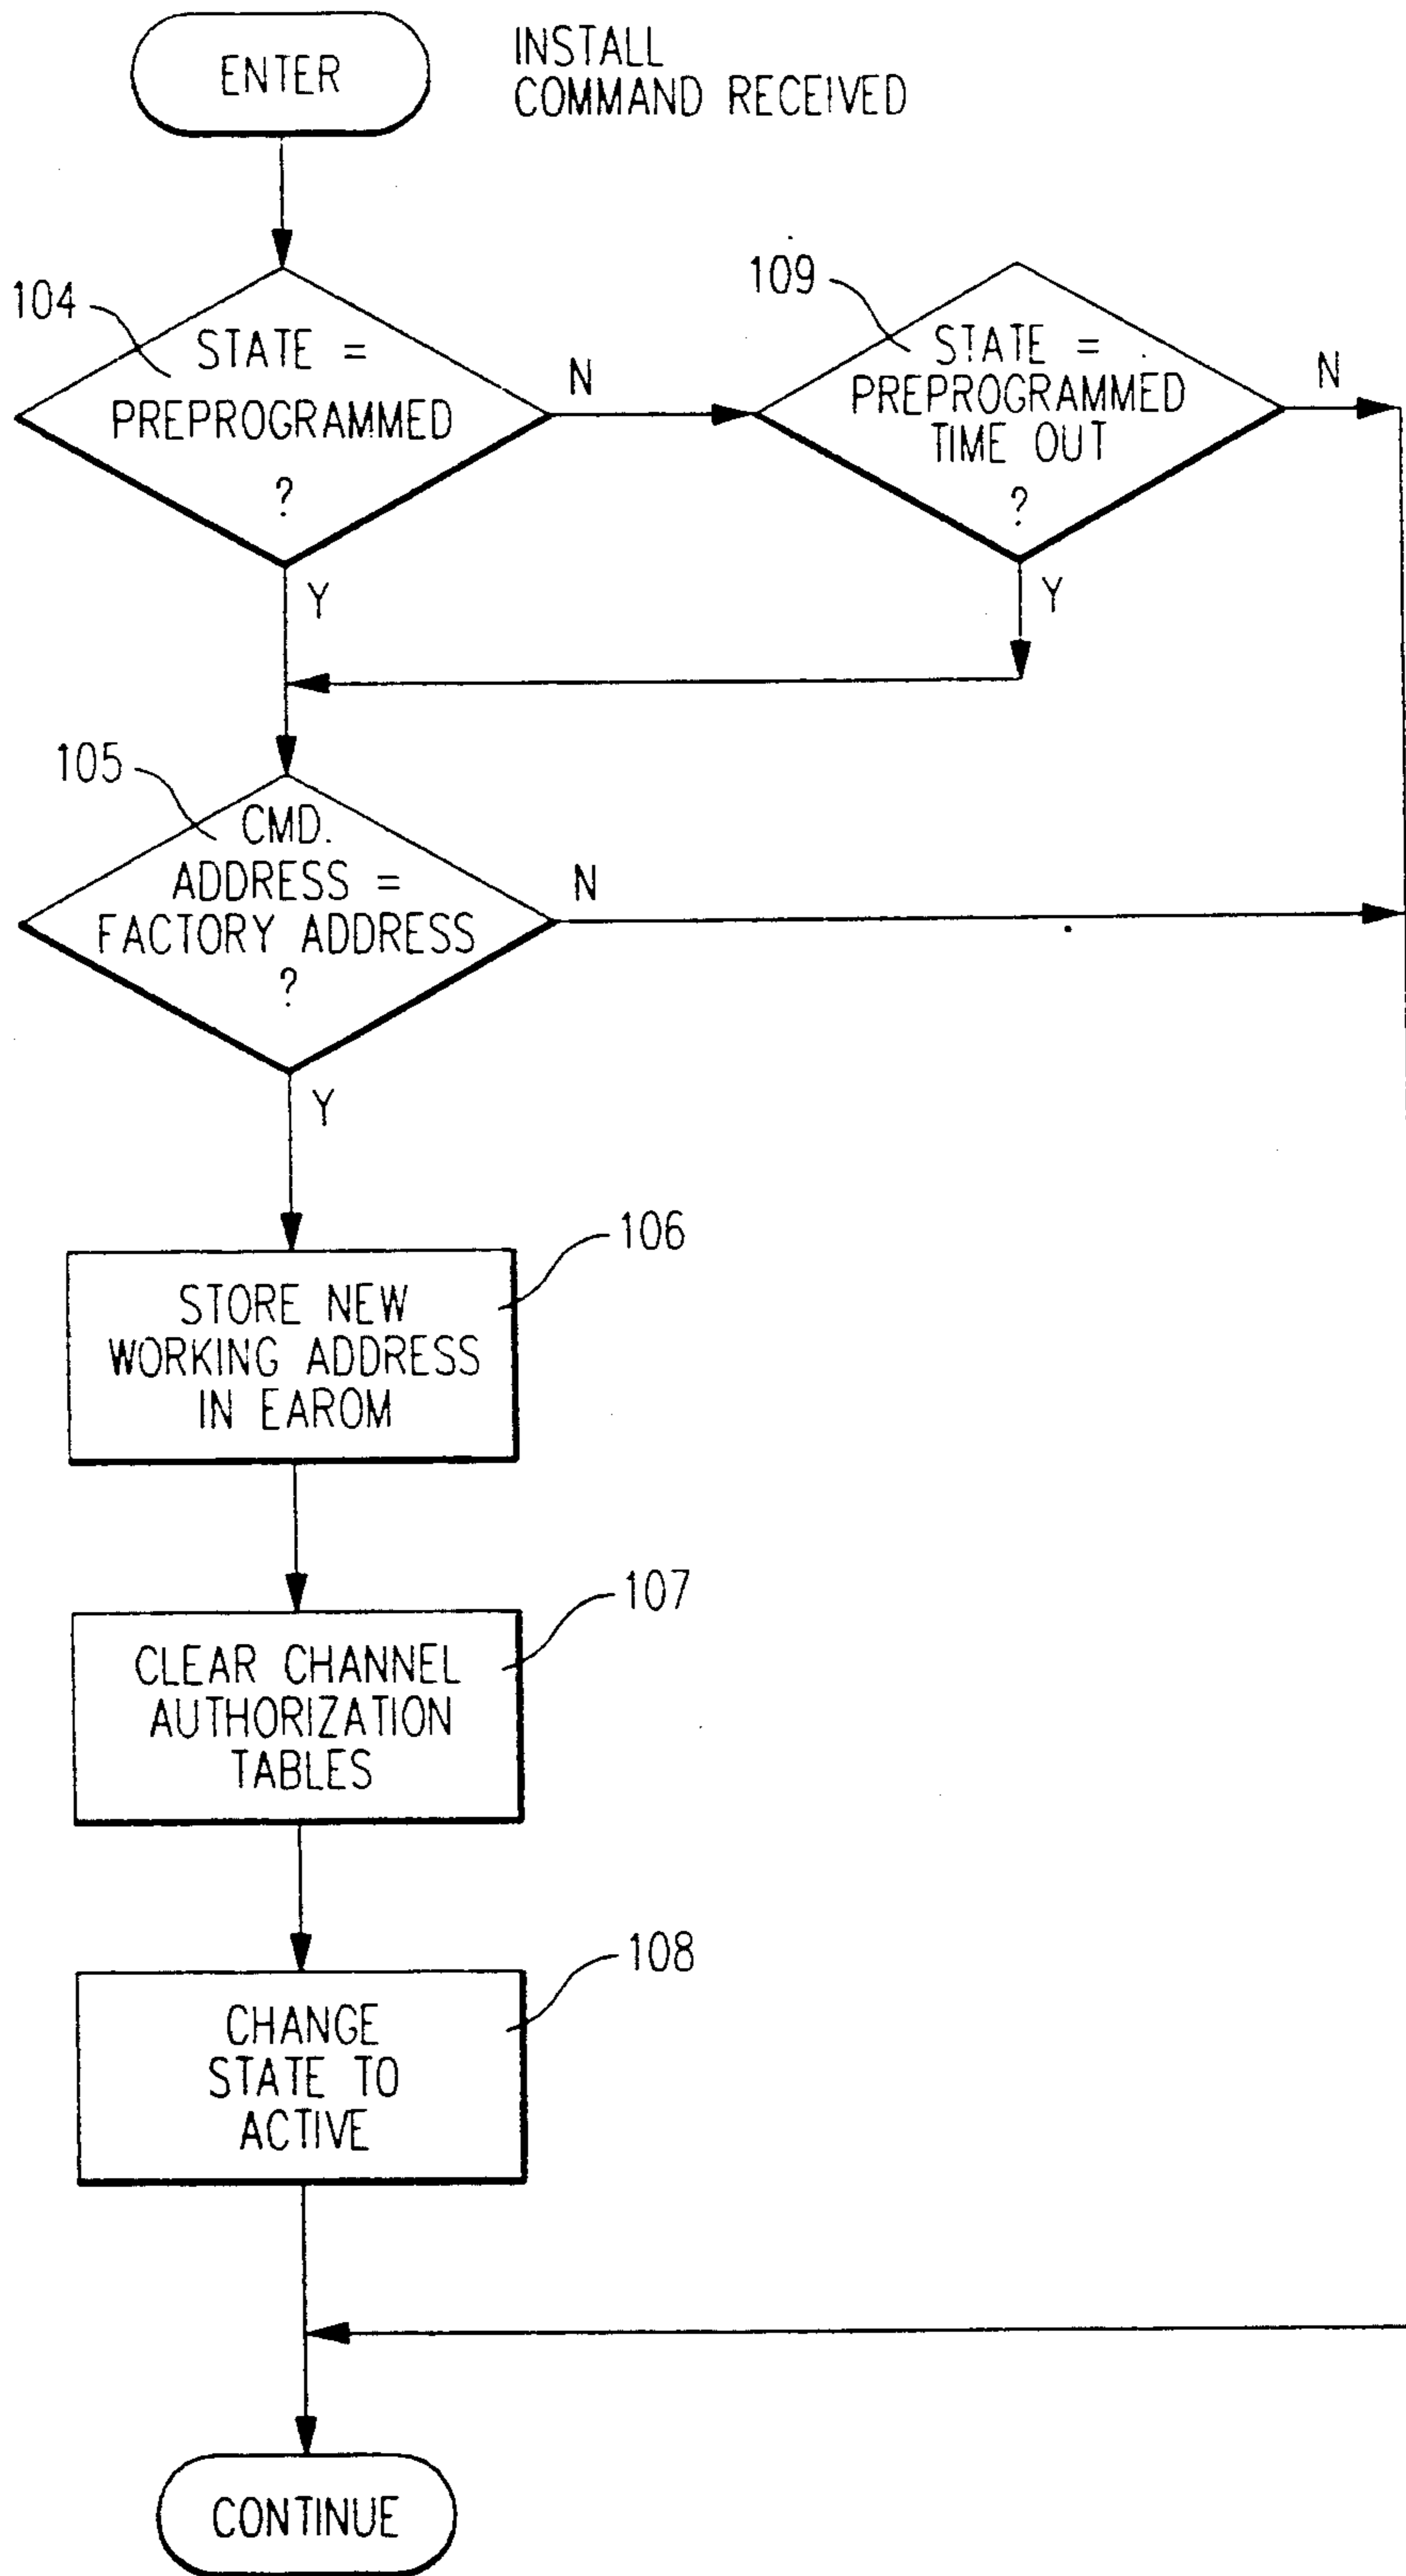 ENTER
INSTALL
COMMAND RECEIVED
104
STATE =
PREPROGRAMMED
?
N
Y
109
STATE =
PREPROGRAMMED
TIME OUT
?
N
Y
105
CMD.
ADDRESS =
FACTORY ADDRESS
?
N
Y
106
STORE NEW
WORKING ADDRESS
IN EAROM
107
CLEAR CHANNEL
AUTHORIZATION
TABLES
108
CHANGE
STATE TO
ACTIVE
CONTINUE